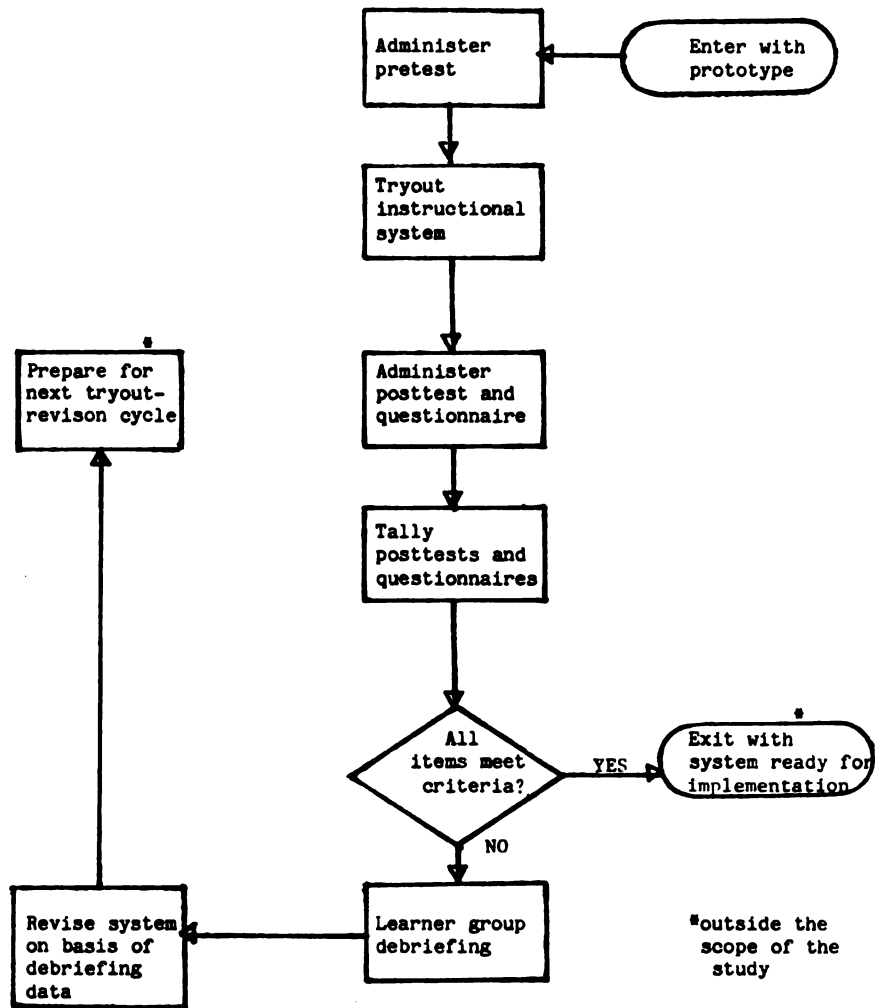 Administer
pretest
Enter with
prototype
Tryout
instructional
system
*
Prepare for
next tryout-
revison cycle
Administer
posttest and
questionnaire
Tally
posttests and
questionnaires
All
items meet
criteria?
YES
*
Exit with
system ready for
implementation
NO
Learner group
debriefing
Revise system
on basis of
debriefing
data
*outside the
scope of the
study